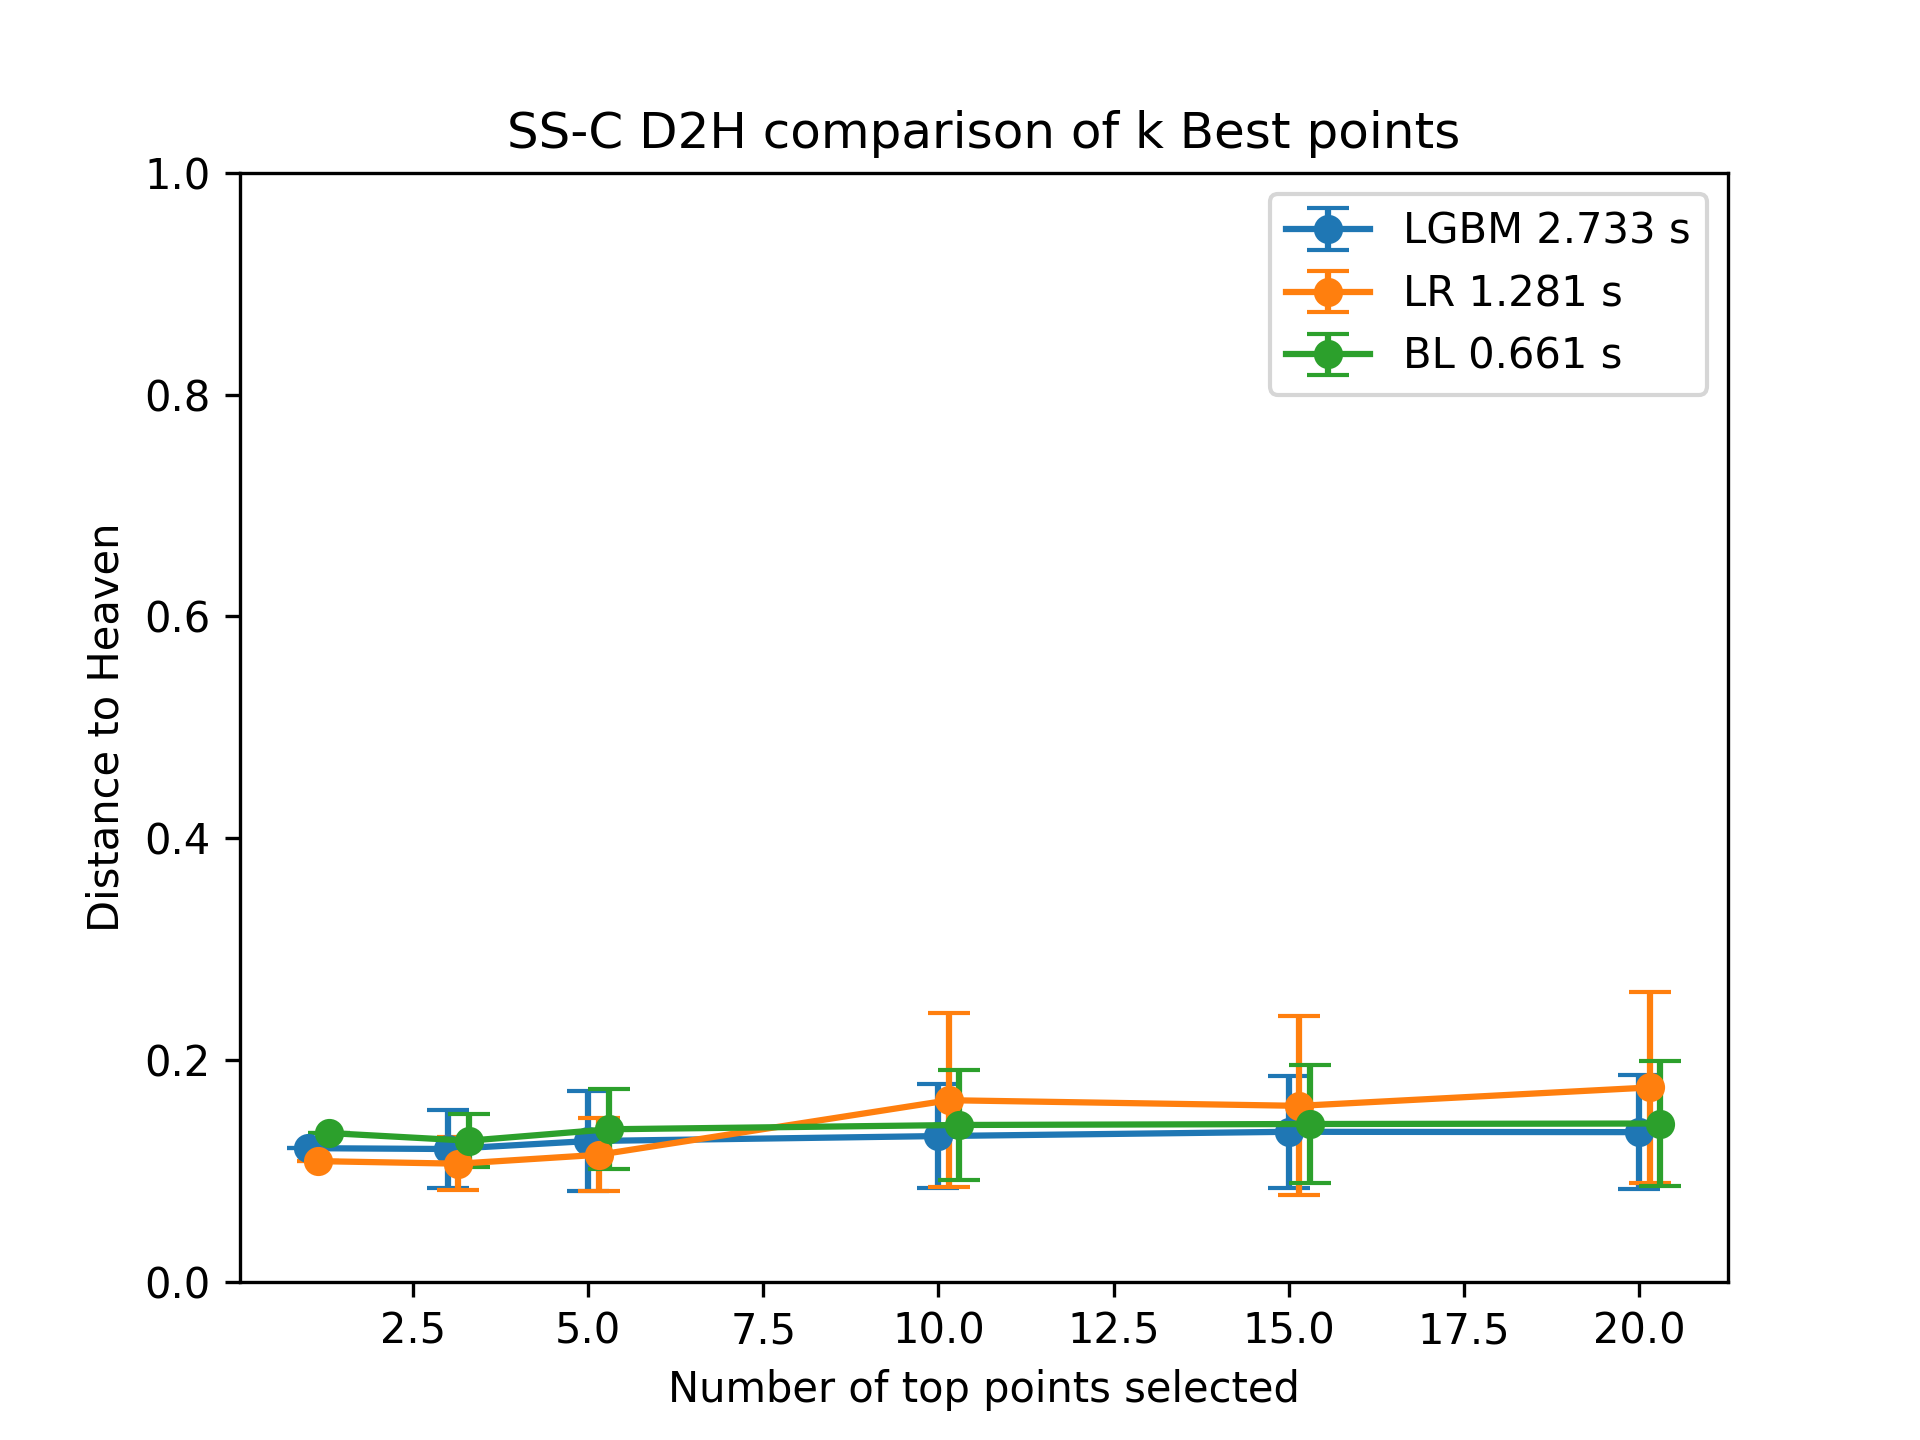 SS-C D2H comparison of k Best points
1.0
0.8
0.6
0.4
0.2
0.0
Distance to Heaven
LGBM 2.733 s
LR 1.281 s
BL 0.661 s
2.5 5.0 7.5 10.0 12.5 15.0 17.5 20.0
Number of top points selected